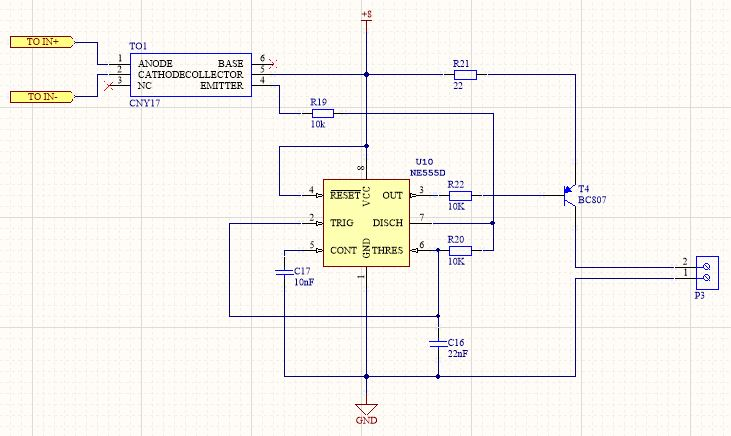 +8
TO IN+
TO1
1 ANODE BASE 6
2 CATHODECOLLECTOR 5
3 NC EMITTER 4
TO IN-
CNY17
R21
22
R19
10k
U10
NE555D
8
4 RESET VCC OUT 3
R22
10K
T4
BC807
2 TRIG DISCH 7
5 CONT GND THRES 6
R20
10K
C17
10nF
1
2
1
P3
C16
22nF
GND